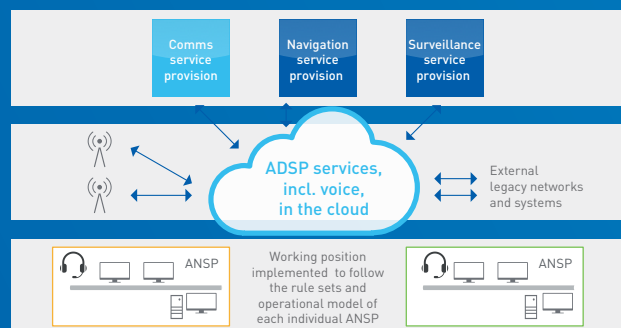 Comms
service
provision
Navigation
service
provision
Surveillance
service
provision
ADSP services,
incl. voice,
in the cloud
External
legacy networks
and systems
ANSP
Working position
implemented to follow
the rule sets and
operational model of
each individual ANSP
ANSP